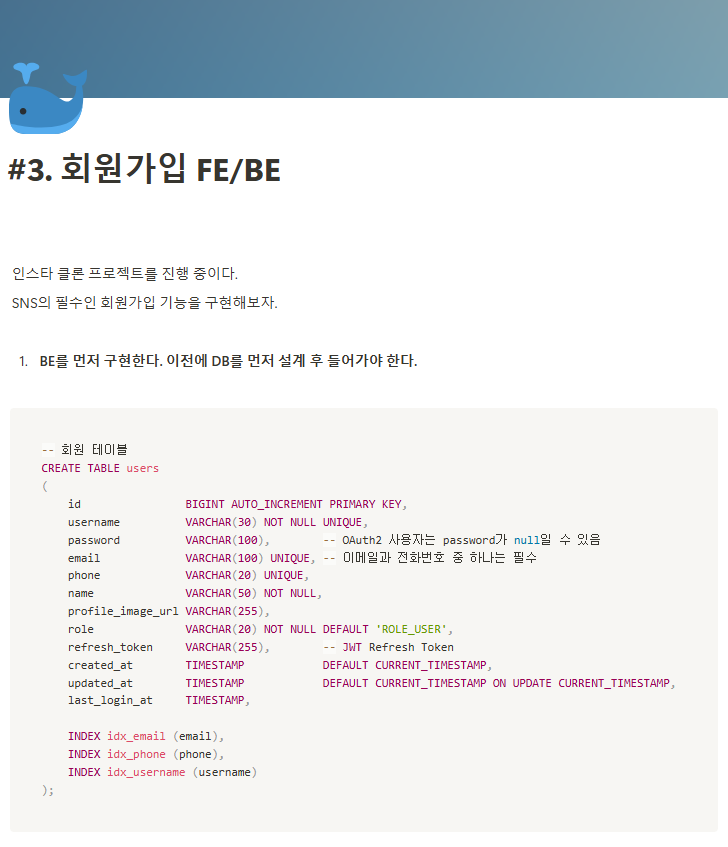 #3. 회원가입 FE/BE
인스타 클론 프로젝트를 진행 중이다.
SNS의 필수인 회원가입 기능을 구현해보자.
1. BE를 먼저 구현한다. 이전에 DB를 먼저 설계 후 들어가야 한다.
-- 회원 테이블
CREATE TABLE users
(
id BIGINT AUTO_INCREMENT PRIMARY KEY,
username VARCHAR(30) NOT NULL UNIQUE,
password VARCHAR(100), -- OAuth2 사용자는 password가 null일 수 있음
email VARCHAR(100) UNIQUE, -- 이메일과 전화번호 중 하나는 필수
phone VARCHAR(20) UNIQUE,
name VARCHAR(50) NOT NULL,
profile_image_url VARCHAR(255),
role VARCHAR(20) NOT NULL DEFAULT 'ROLE_USER',
refresh_token VARCHAR(255), -- JWT Refresh Token
created_at TIMESTAMP DEFAULT CURRENT_TIMESTAMP,
updated_at TIMESTAMP DEFAULT CURRENT_TIMESTAMP ON UPDATE CURRENT_TIMESTAMP,
last_login_at TIMESTAMP,
INDEX idx_email (email),
INDEX idx_phone (phone),
INDEX idx_username (username)
);